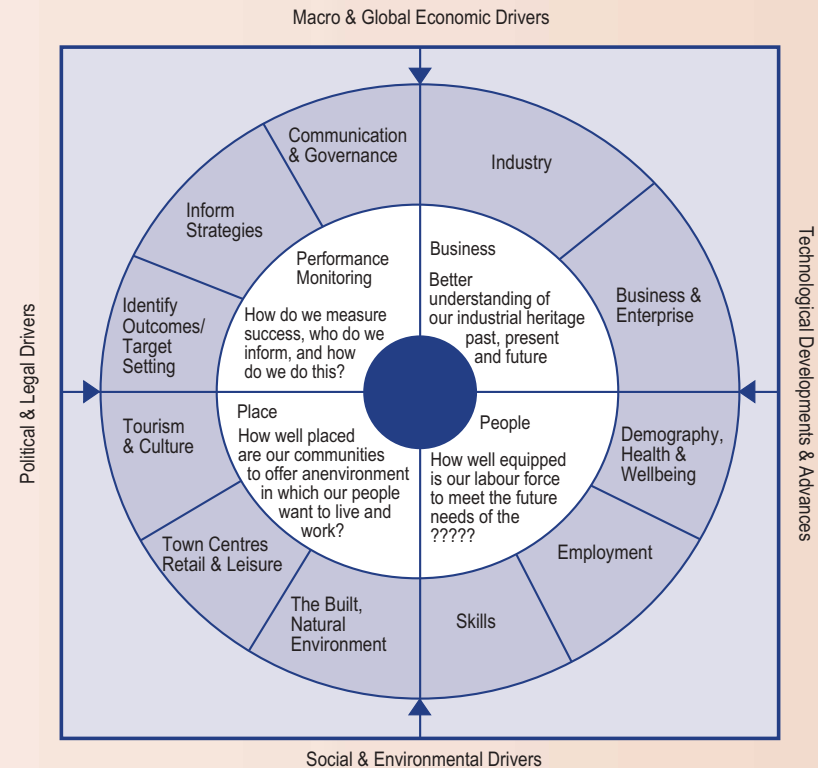 Macro & Global Economic Drivers
Communication
& Governance
Industry
Inform
Strategies
Business &
Enterprise
Identify
Outcomes/
Target
Setting
Performance
Monitoring
How do we measure
success, who do we
inform, and how
do we do this?
Business
Better
understanding of
our industrial heritage
past, present
and future
Political & Legal Drivers
Technological Developments & Advances
Tourism
& Culture
Place
How well placed
are our communities
to offer anenvironment
in which our people
want to live and
work?
People
How well equipped
is our labour force
to meet the future
needs of the
?????
Demography,
Health &
Wellbeing
Town Centres
Retail & Leisure
Employment
The Built,
Natural
Environment
Skills
Social & Environmental Drivers